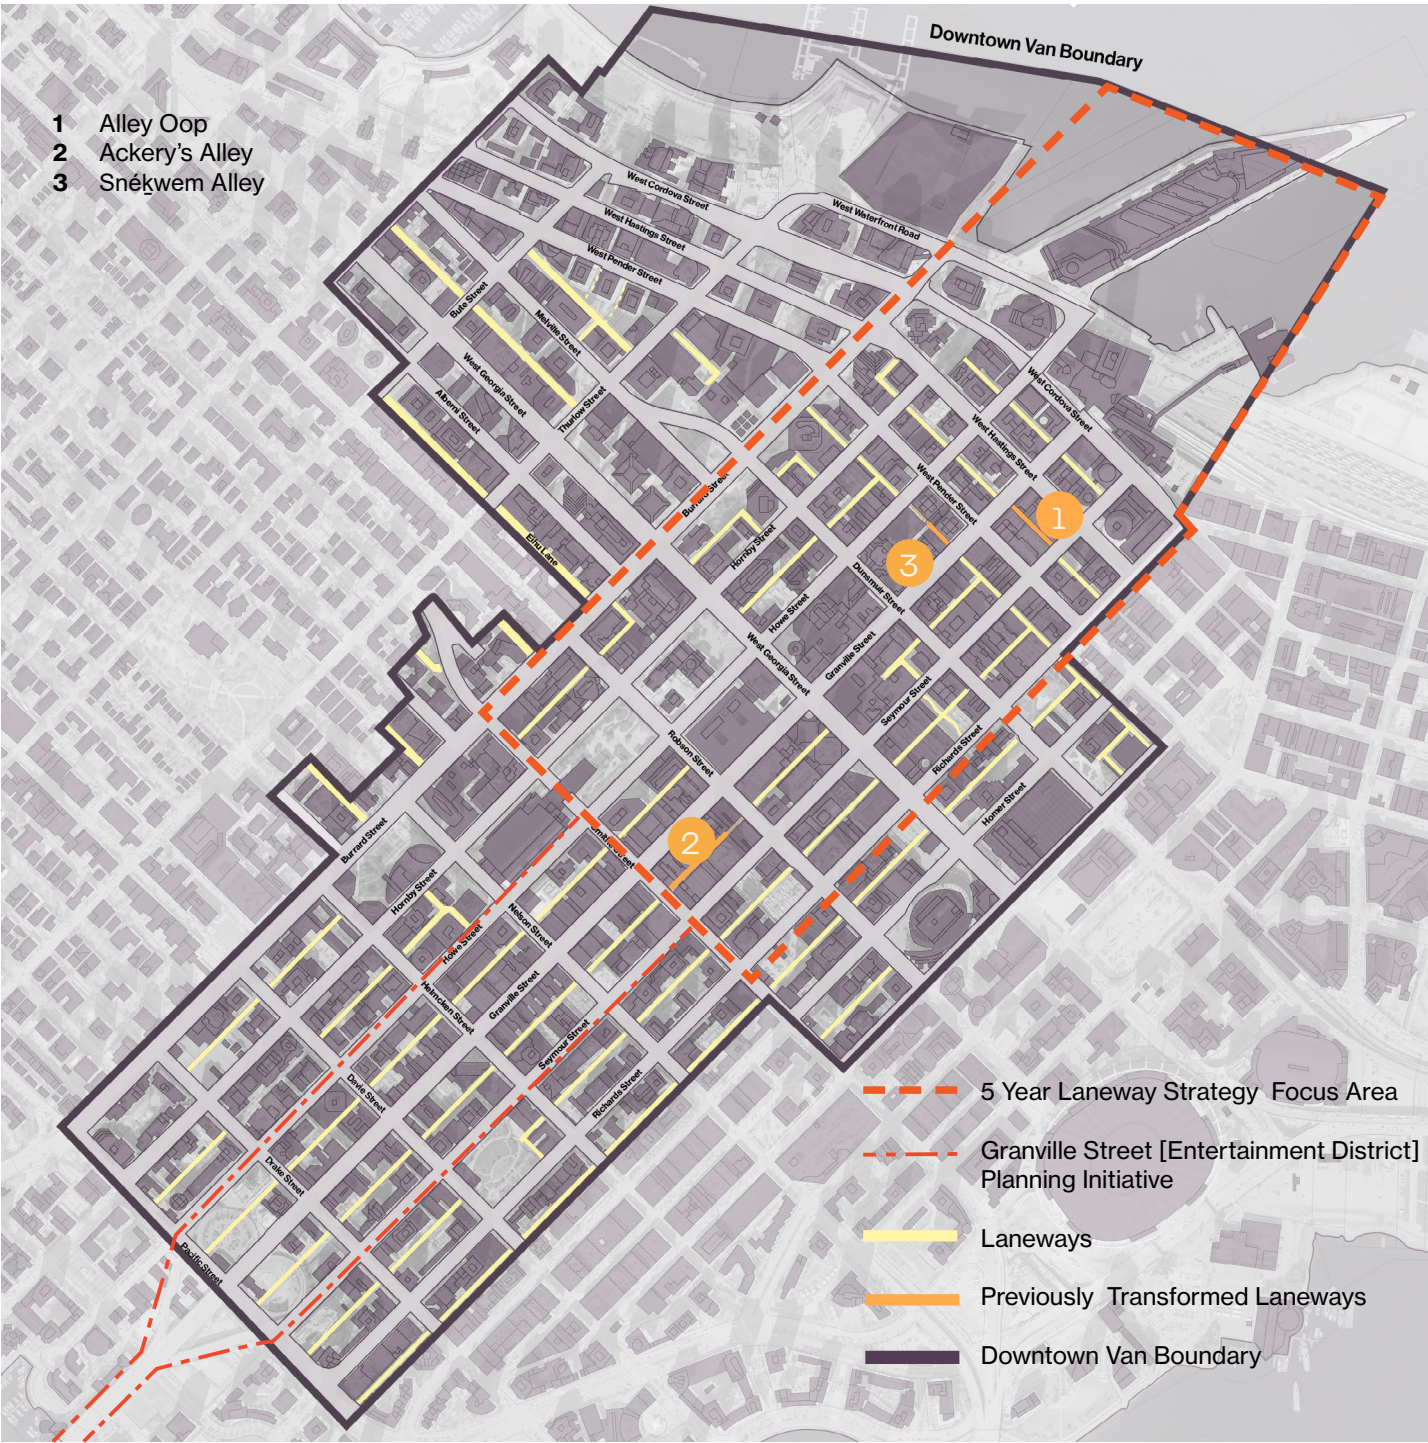 Downtown Van Boundary
1 Alley Oop
2 Ackery's Alley
3 Snéḵwem Alley
West Cordova Street
West Waterfront Road
West Hastings Street
West Pender Street
Bute Street
Melville Street
West Georgia Street
Thurlow Street
Alberni Street
West Cordova Street
West Hastings Street
West Pender Street
Burrard Street
Hornby Street
Eihu Lane
1
3
Dunsmuir Street
Howe Street
Granville Street
West Georgia Street
Seymour Street
Richards Street
Robson Street
Homer Street
2
Smithe Street
Burrard Street
Hornby Street
Nelson Street
Howe Street
Helmcken Street
Granville Street
Seymour Street
Richards Street
Davie Street
Drake Street
Pacific Street
5 Year Laneway Strategy Focus Area
Granville Street [Entertainment District]
Planning Initiative
Laneways
Previously Transformed Laneways
Downtown Van Boundary